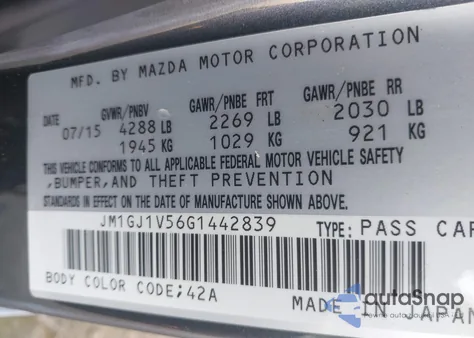 MFD. BY MAZDA MOTOR CORPORATION
DATE GVWR/PNBV GAWR/PNBE FRT GAWR/PNBE RR
07/15 4288 LB 2269 LB 2030 LB
1945 KG 1029 KG 921 KG
THIS VEHICLE CONFORMS TO ALL APPLICABLE FEDERAL MOTOR VEHICLE SAFETY
,BUMPER,AND THEFT PREVENTION
STANDARDS IN EFFECT ON THE DATE OF MANUFACTURE SHOWN ABOVE.
JM1GJ1V56G1442839 TYPE: PASS CAR
BODY COLOR CODE;42A
MADE IN JAPAN
autoSnap